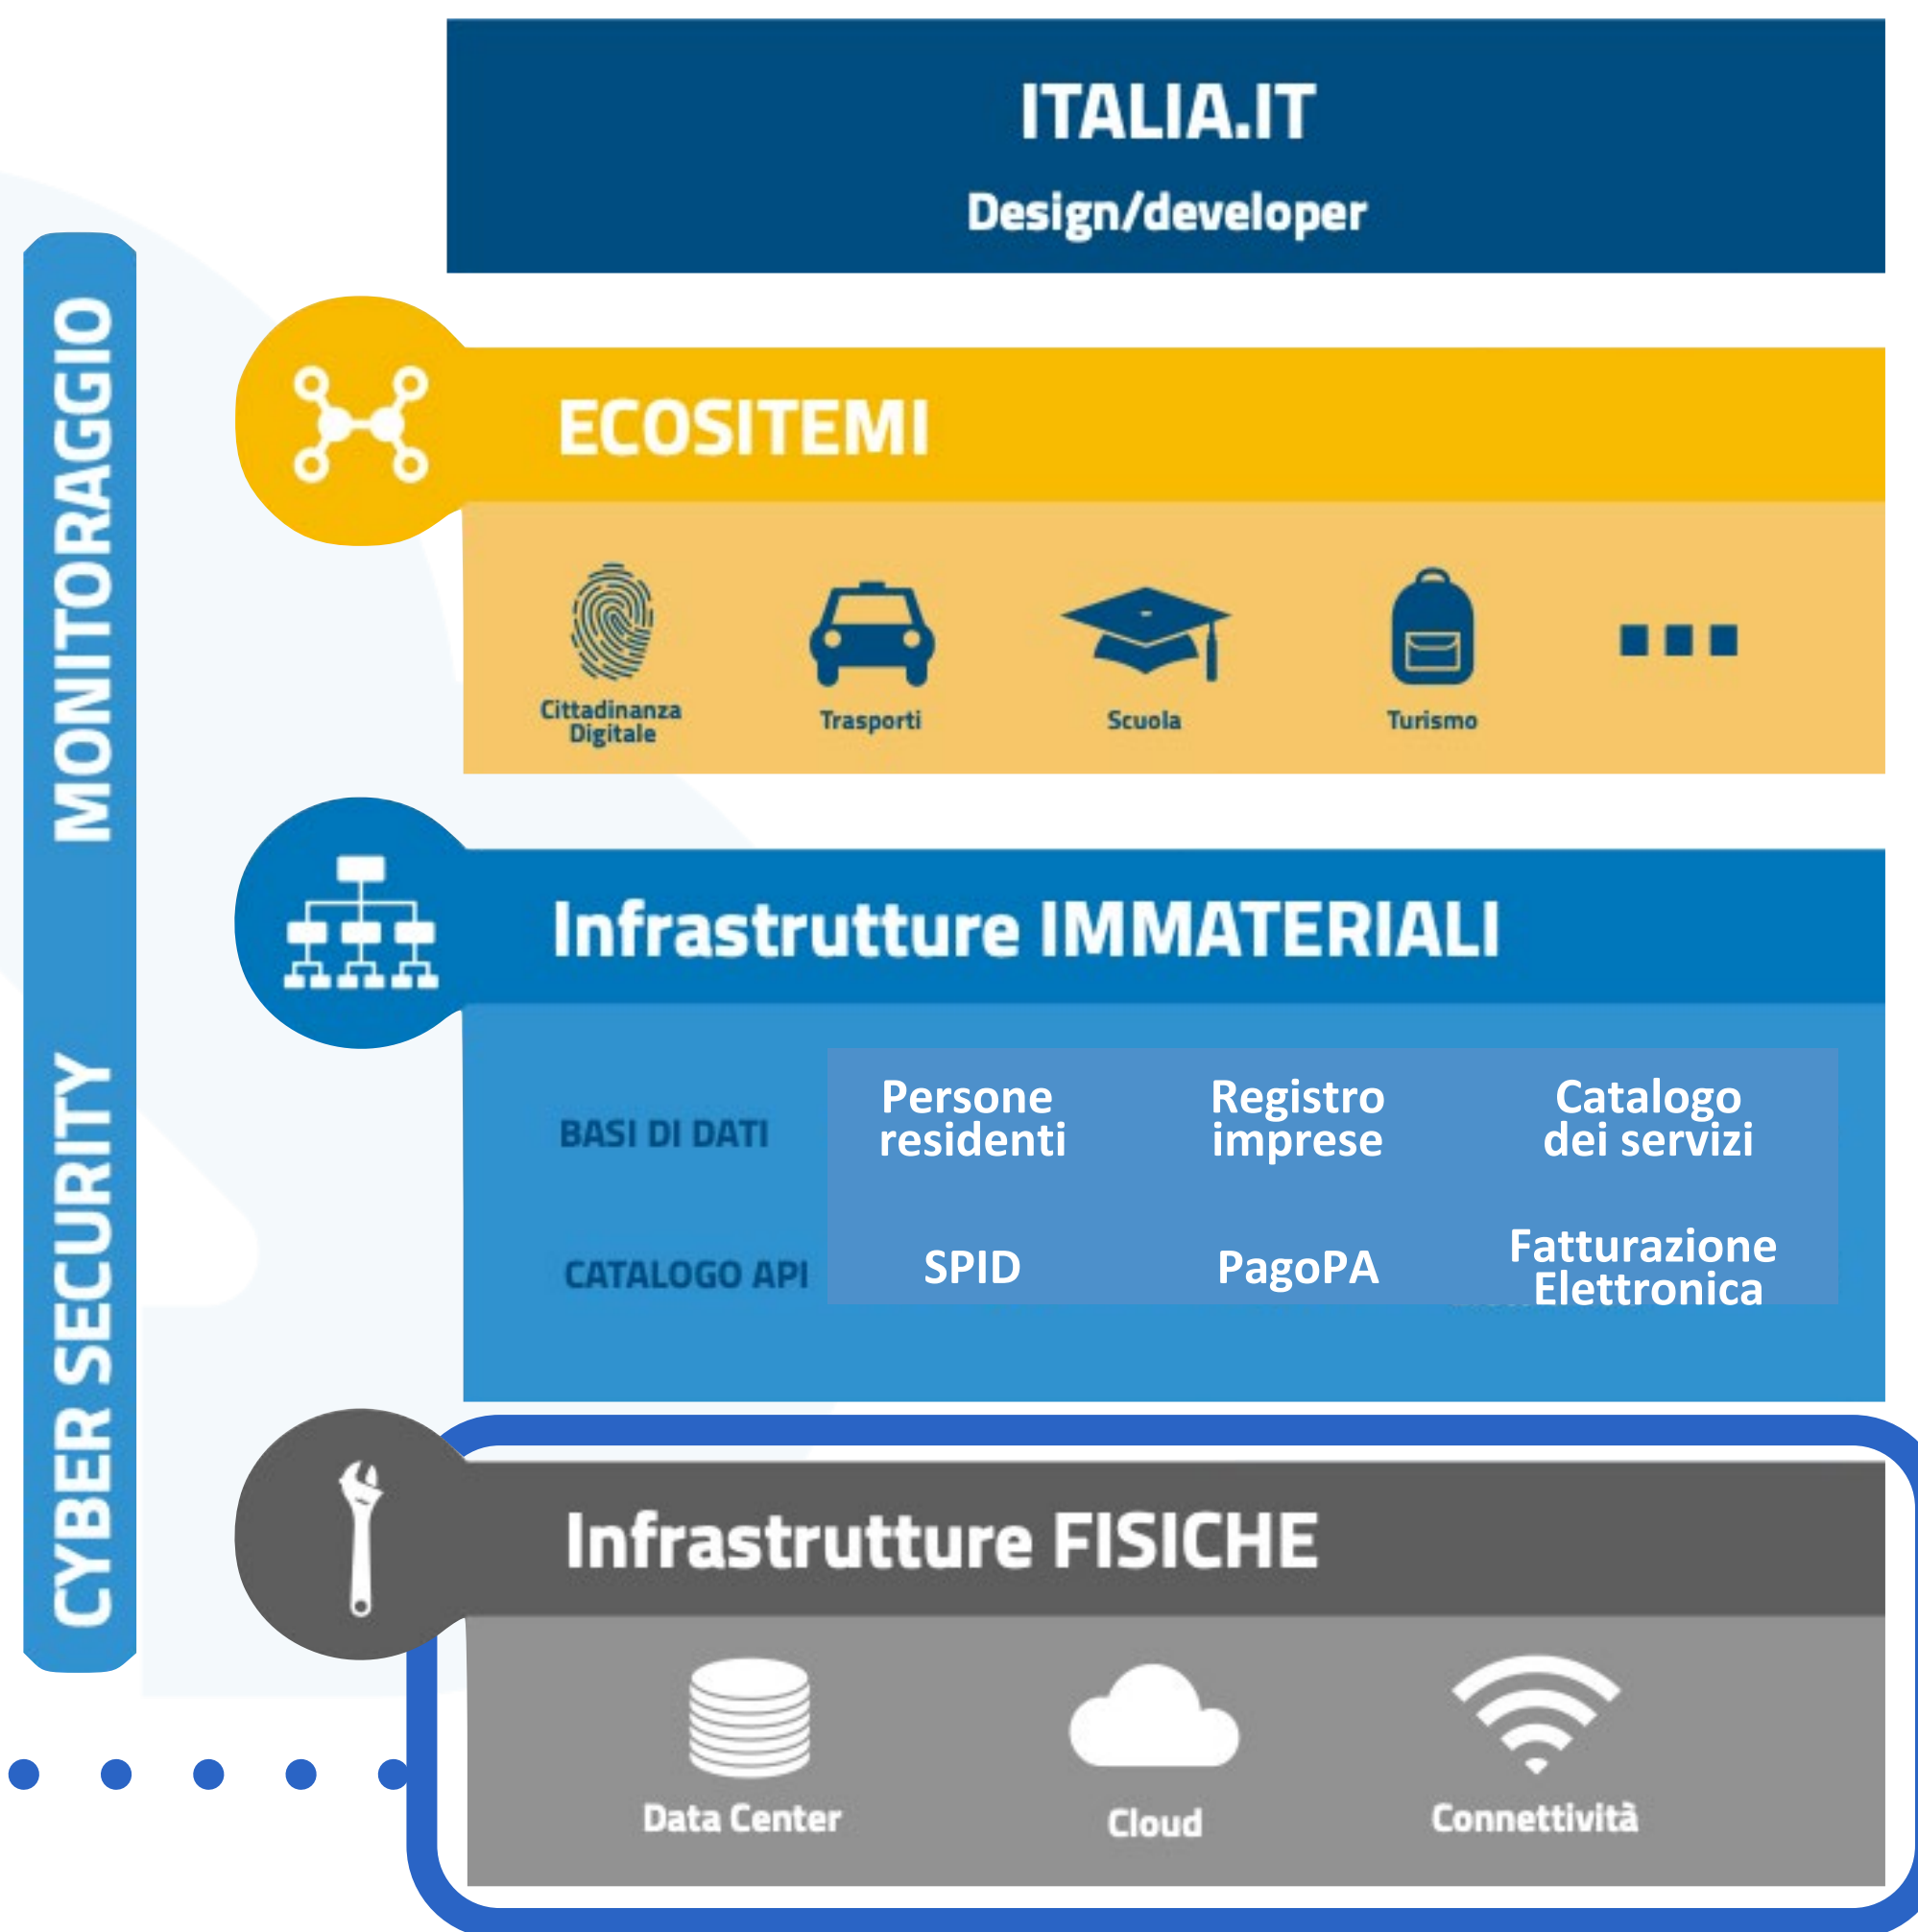 ITALIA.IT
Design/developer
MONITORAGGIO
CYBER SECURITY
ECOSITEMI
Cittadinanza
Digitale
Trasporti
Scuola
Turismo
Infrastrutture IMMATERIALI
BASI DI DATI
Persone
residenti
Registro
imprese
Catalogo
dei servizi
CATALOGO API
SPID
PagoPA
Fatturazione
Elettronica
Infrastrutture FISICHE
Data Center
Cloud
Connettività